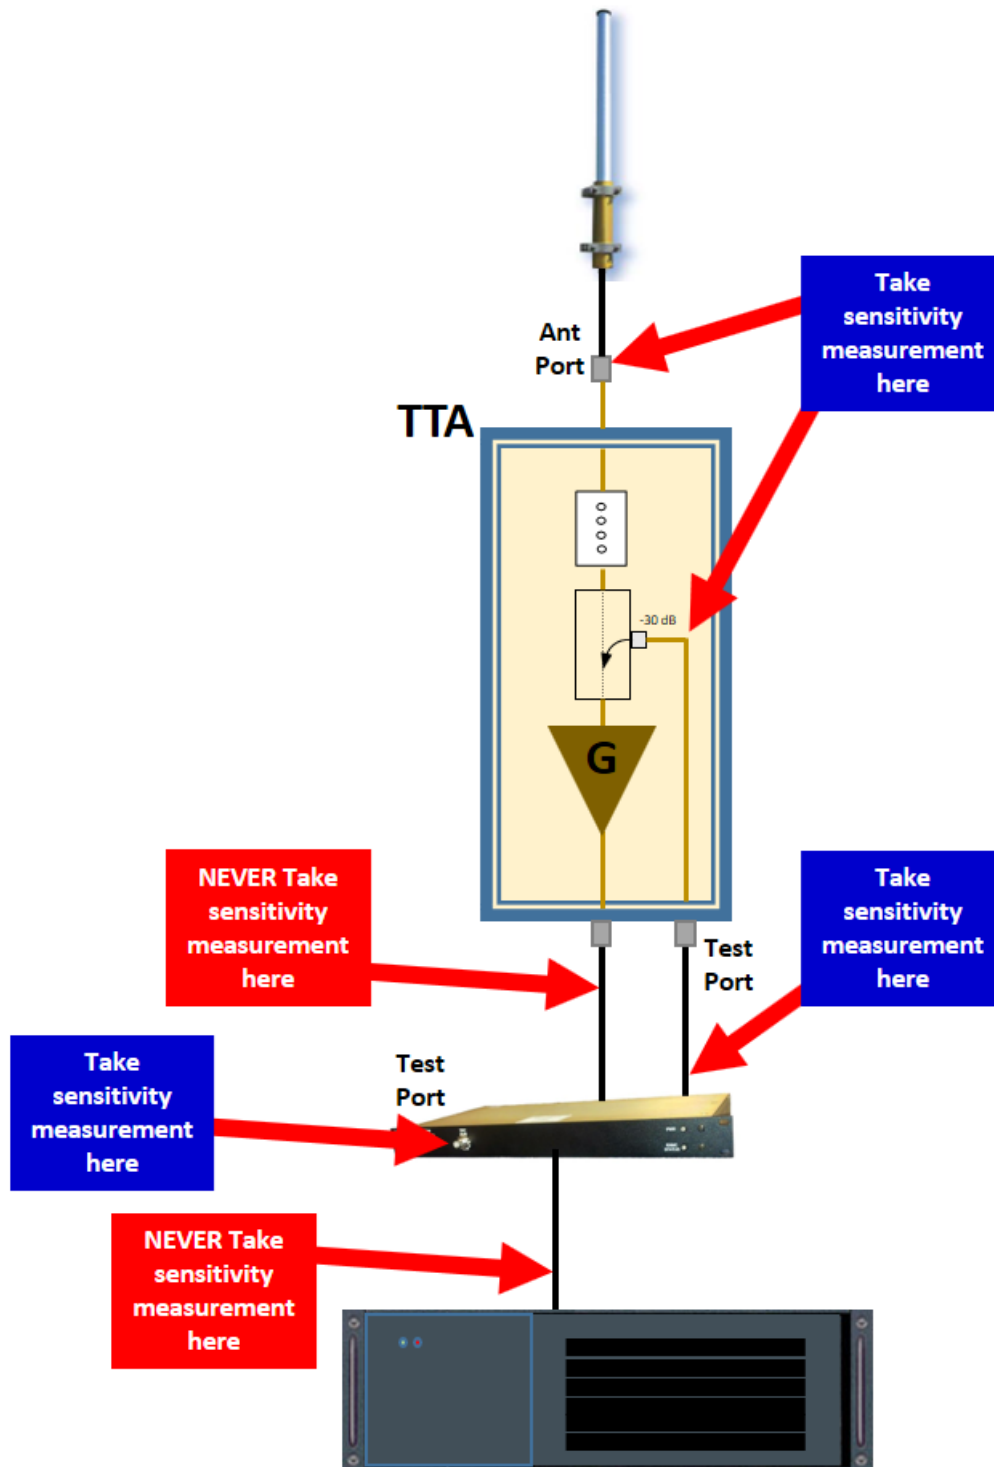 Take
sensitivity
measurement
here
Ant
Port
TTA
-30 dB
G
NEVER Take
sensitivity
measurement
here
Take
sensitivity
measurement
here
Test
Port
Take
sensitivity
measurement
here
Test
Port
NEVER Take
sensitivity
measurement
here